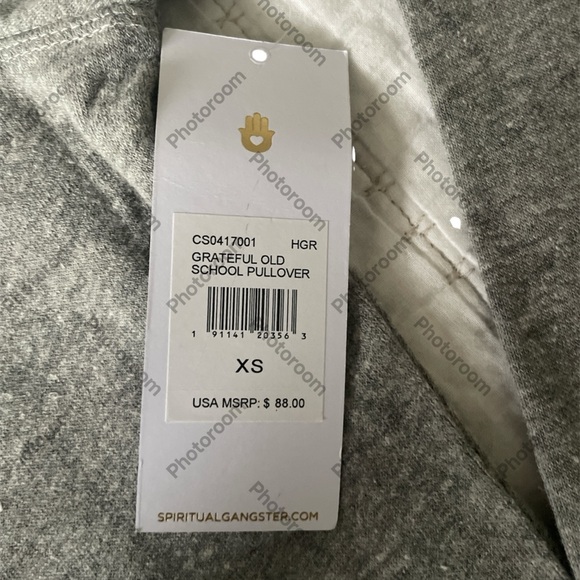 CS0417001 HGR
GRATEFUL OLD
SCHOOL PULLOVER
1 91141 20356 3
XS
USA MSRP: $ 88.00
SPIRITUALGANGSTER.COM
Photoroom